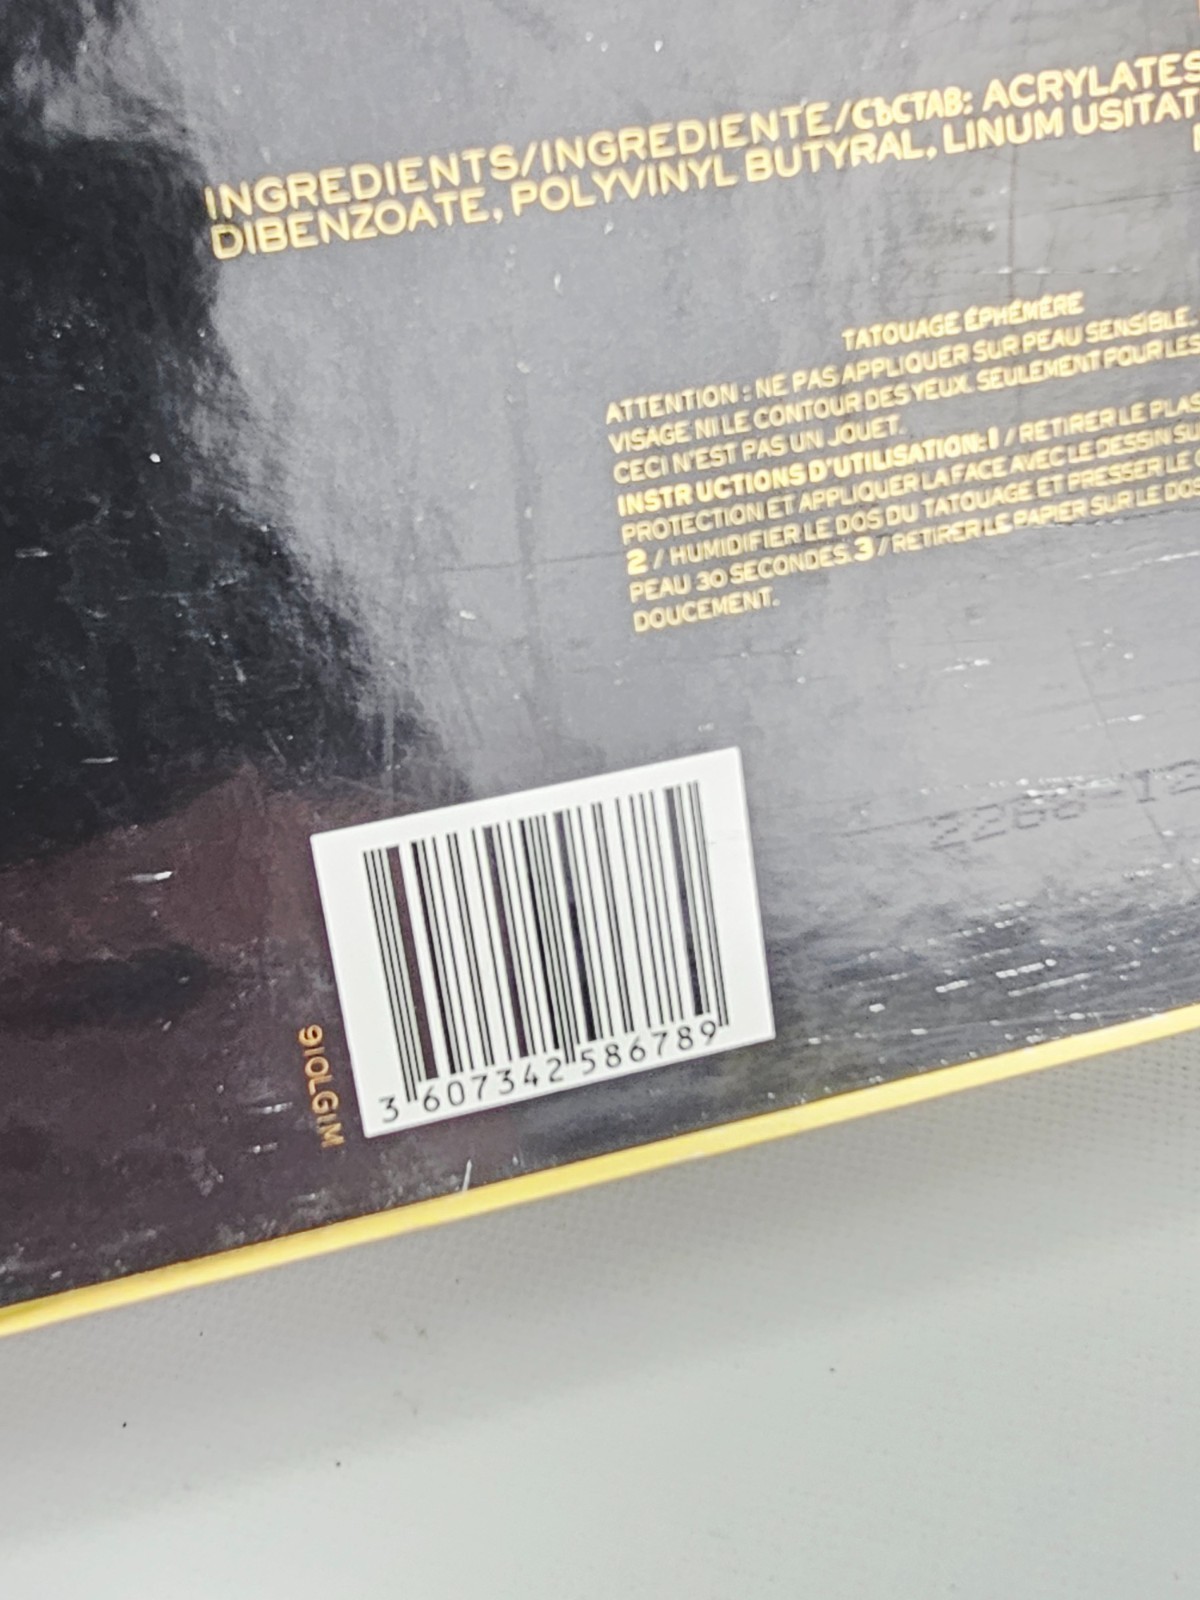 INGREDIENTS/INGREDIENTE/СЪСТАВ: ACRYLATES
DIBENZOATE, POLYVINYL BUTYRAL, LINUM USITAT
TATOUAGE ÉPHÉMÈRE
ATTENTION : NE PAS APPLIQUER SUR PEAU SENSIBLE.
VISAGE NI LE CONTOUR DES YEUX. SEULEMENT POUR LES
CECI N'EST PAS UN JOUET.
INSTRUCTIONS D'UTILISATION: 1 / RETIRER LE PLAS
PROTECTION ET APPLIQUER LA FACE AVEC LE DESSIN SU
2 / HUMIDIFIER LE DOS DU TATOUAGE ET PRESSER LE
PEAU 30 SECONDES. 3 / RETIRER LE PAPIER SUR LE DOS
DOUCEMENT.
3 607342 586789